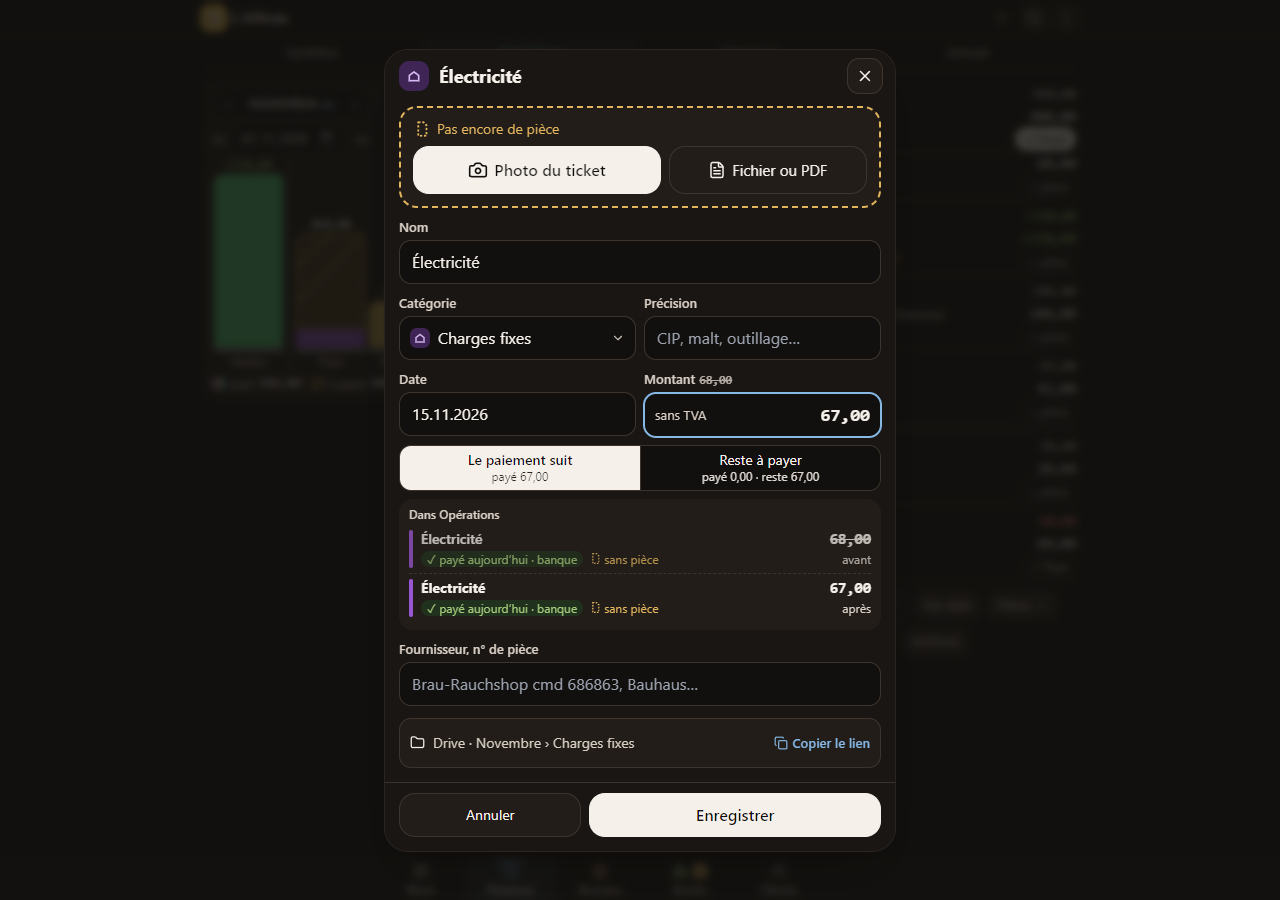 Électricité
Pas encore de pièce
Photo du ticket
Fichier ou PDF
Nom
Électricité
Catégorie
Précision
Charges fixes
CIP, malt, outillage...
Date
Montant 68,00
15.11.2026
sans TVA
67,00
Le paiement suit
payé 67,00
Reste à payer
payé 0,00 · reste 67,00
Dans Opérations
Électricité
68,00
✓ payé aujourd'hui · banque
sans pièce
avant
Électricité
67,00
✓ payé aujourd'hui · banque
sans pièce
après
Fournisseur, n° de pièce
Brau-Rauchshop cmd 686863, Bauhaus...
Drive · Novembre › Charges fixes
Copier le lien
Annuler
Enregistrer